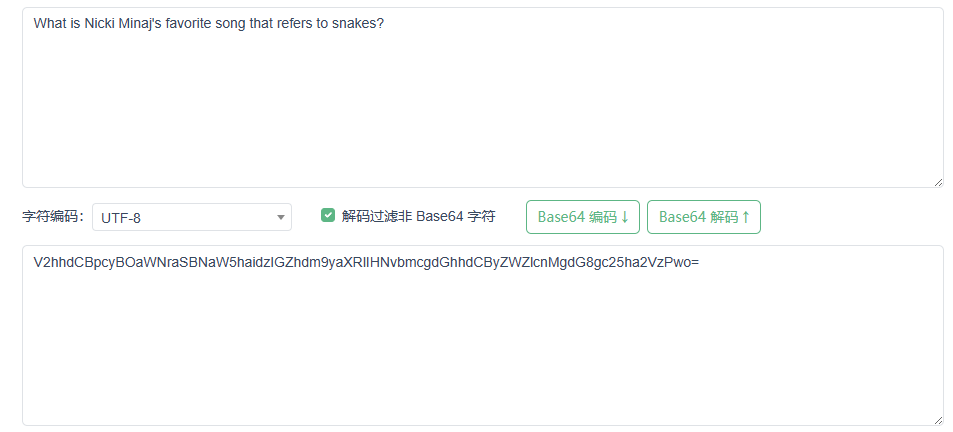 What is Nicki Minaj's favorite song that refers to snakes?
字符编码： UTF-8 解码过滤非 Base64 字符 Base64 编码↓ Base64 解码↑
V2hhdCBpcyBOaWNraSBNaW5haidzIGZhdm9yaXRlIHNvbmcgdGhhdCByZWZlcnMgdG8gc25ha2VzPwo=